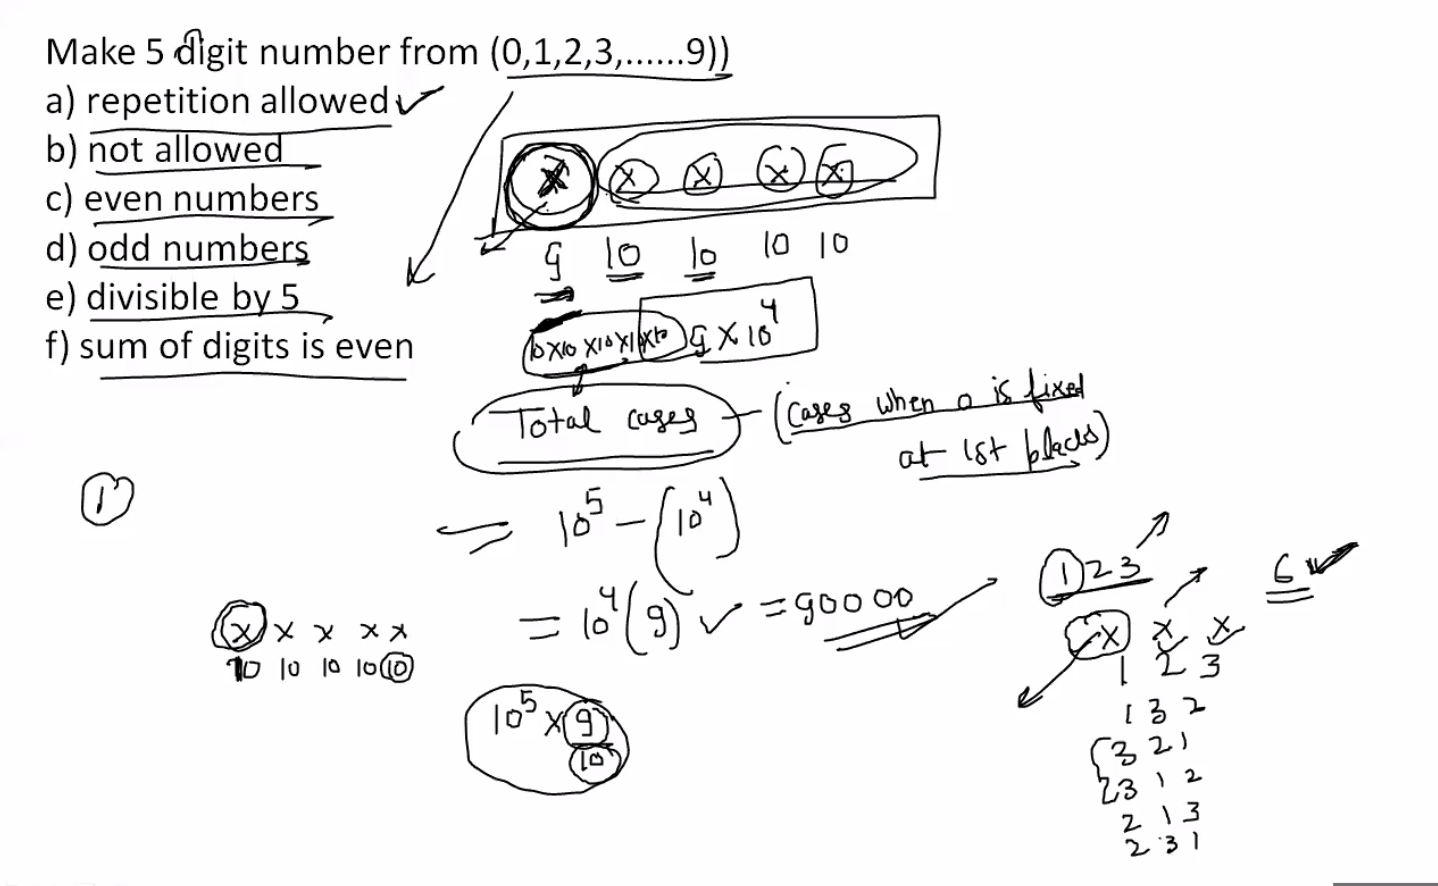 Make 5 digit number from (0,1,2,3,......9))
a) repetition allowed ✓
b) not allowed
c) even numbers
d) odd numbers
e) divisible by 5
f) sum of digits is even
x x x x x
9 10 10 10 10
10x10x10x10x10 9 x 10⁴
Total cases - (cases when 0 is fixed
at 1st place)
1
= 10⁵ - (10⁴)
= 10⁴(9) ✓ = 90000
x x x x x
10 10 10 10 10
10⁵ x 9/10
123
6 ✓
x x x
1 2 3
1 3 2
3 2 1
3 1 2
2 1 3
2 3 1